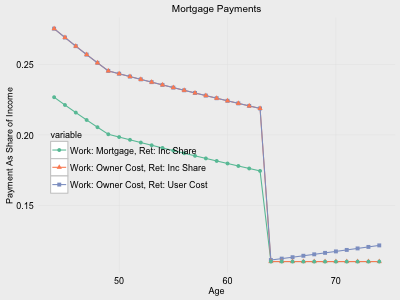 Mortgage Payments
Payment As Share of Income
0.25
0.20
0.15
variable
Work: Mortgage, Ret: Inc Share
Work: Owner Cost, Ret: Inc Share
Work: Owner Cost, Ret: User Cost
50
60
70
Age